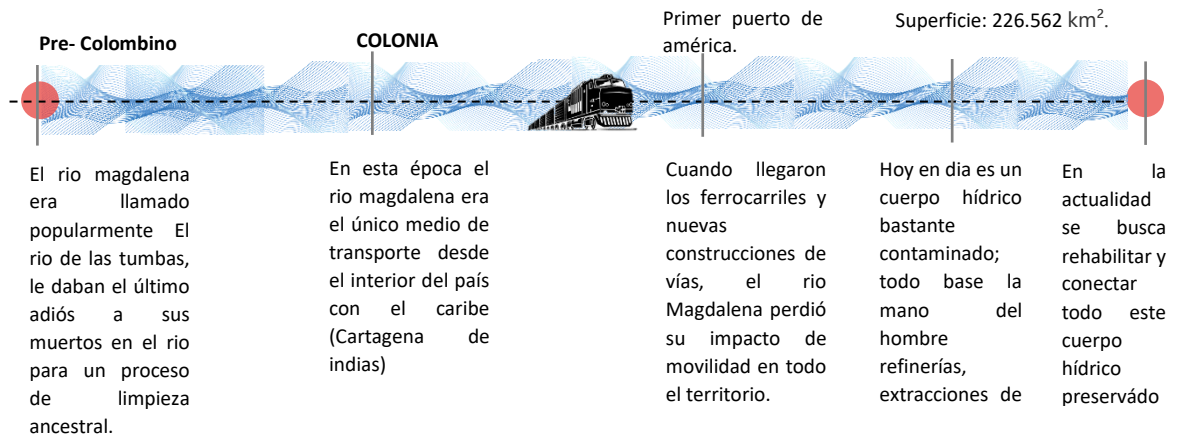 Pre- Colombino
COLONIA
Primer puerto de
américa.
Superficie: 226.562 km².
El rio magdalena
era llamado
popularmente El
rio de las tumbas,
le daban el último
adiós a sus
muertos en el rio
para un proceso
de limpieza
ancestral.
En esta época el
rio magdalena era
el único medio de
transporte desde
el interior del país
con el caribe
(Cartagena de
indias)
Cuando llegaron
los ferrocarriles y
nuevas
construcciones de
vías, el rio
Magdalena perdió
su impacto de
movilidad en todo
el territorio.
Hoy en dia es un
cuerpo hídrico
bastante
contaminado;
todo base la
mano del
hombre
refinerías,
extracciones de
En la
actualidad
se busca
rehabilitar y
conectar
todo este
cuerpo
hídrico
preservádo